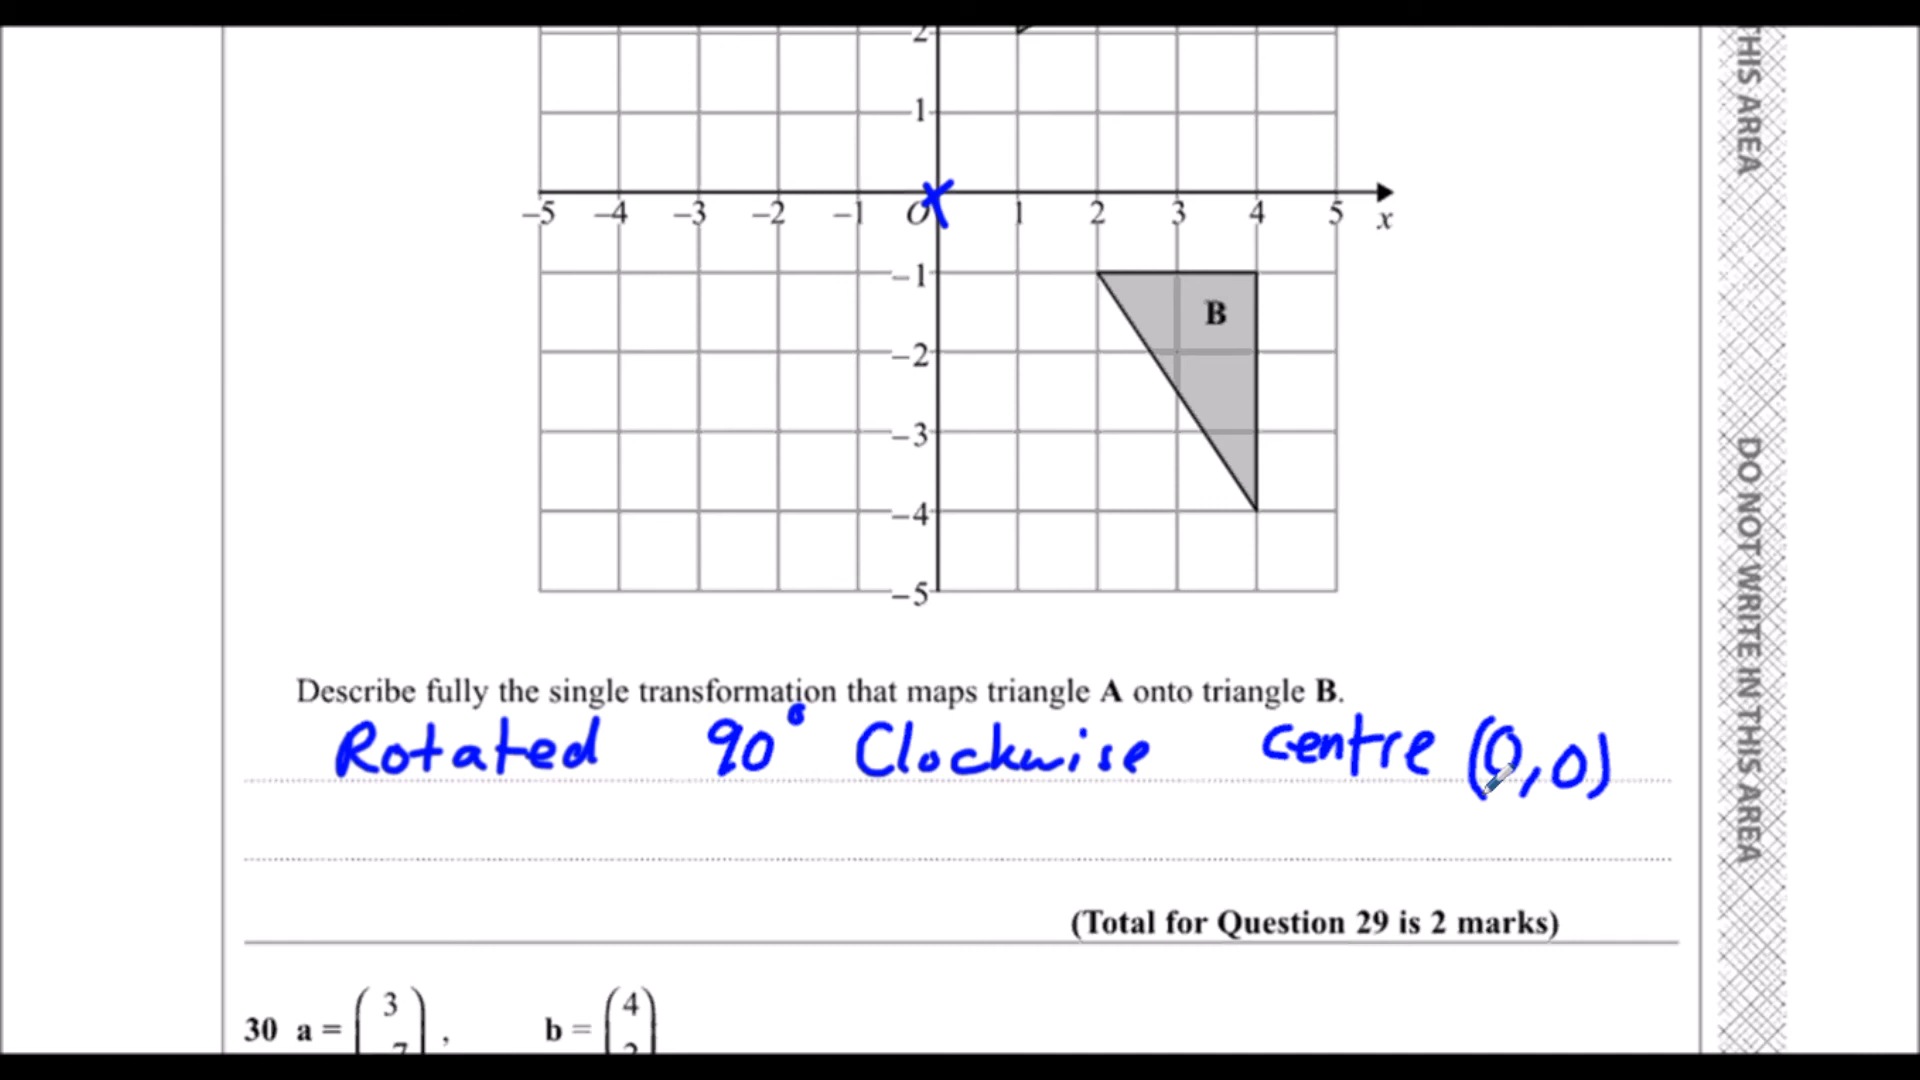 2
1
-5 -4 -3 -2 -1 O 1 2 3 4 5 x
-1
B
-2
-3
-4
-5
Describe fully the single transformation that maps triangle A onto triangle B.
Rotated 90° Clockwise centre (0,0)
(Total for Question 29 is 2 marks)
30 a = ( 3 , b = ( 4
THIS AREA
DO NOT WRITE IN THIS AREA